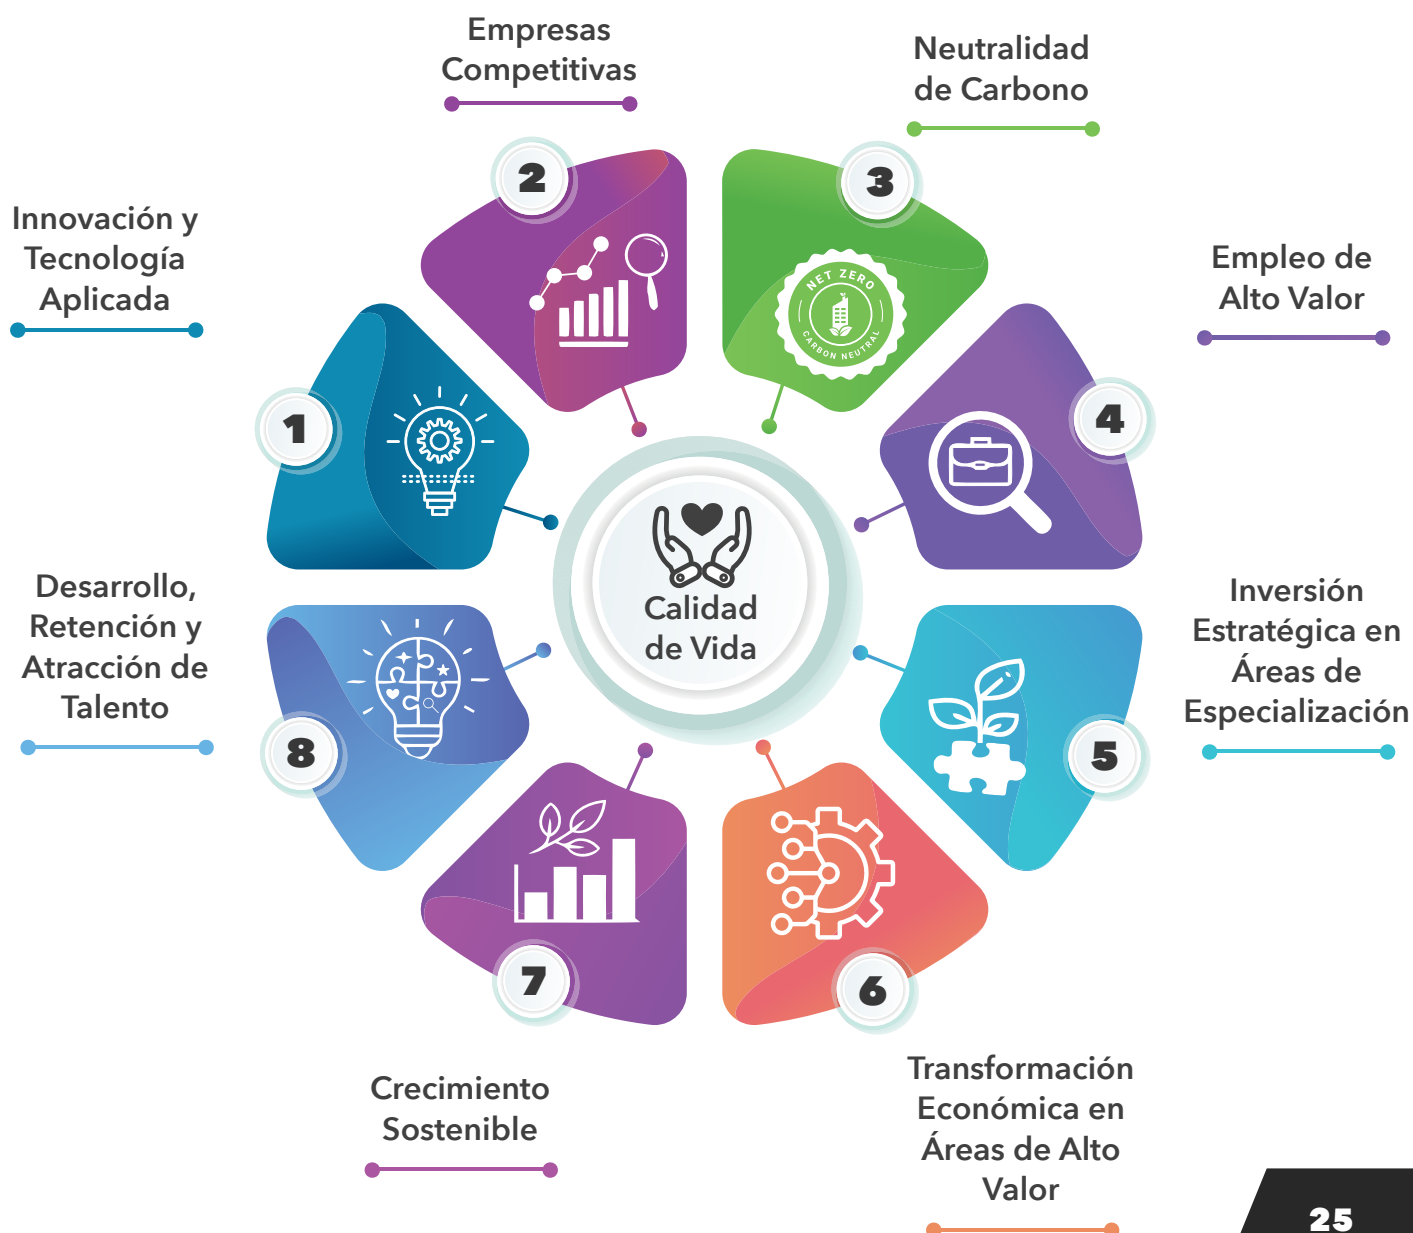 Empresas
Competitivas
Neutralidad
de Carbono
Innovación y
Tecnología
Aplicada
Empleo de
Alto Valor
2
3
NET ZERO
CARBON NEUTRAL
1
4
Calidad
de Vida
Desarrollo,
Retención y
Atracción de
Talento
Inversión
Estratégica en
Áreas de
Especialización
8
5
7
6
Crecimiento
Sostenible
Transformación
Económica en
Áreas de Alto
Valor
25